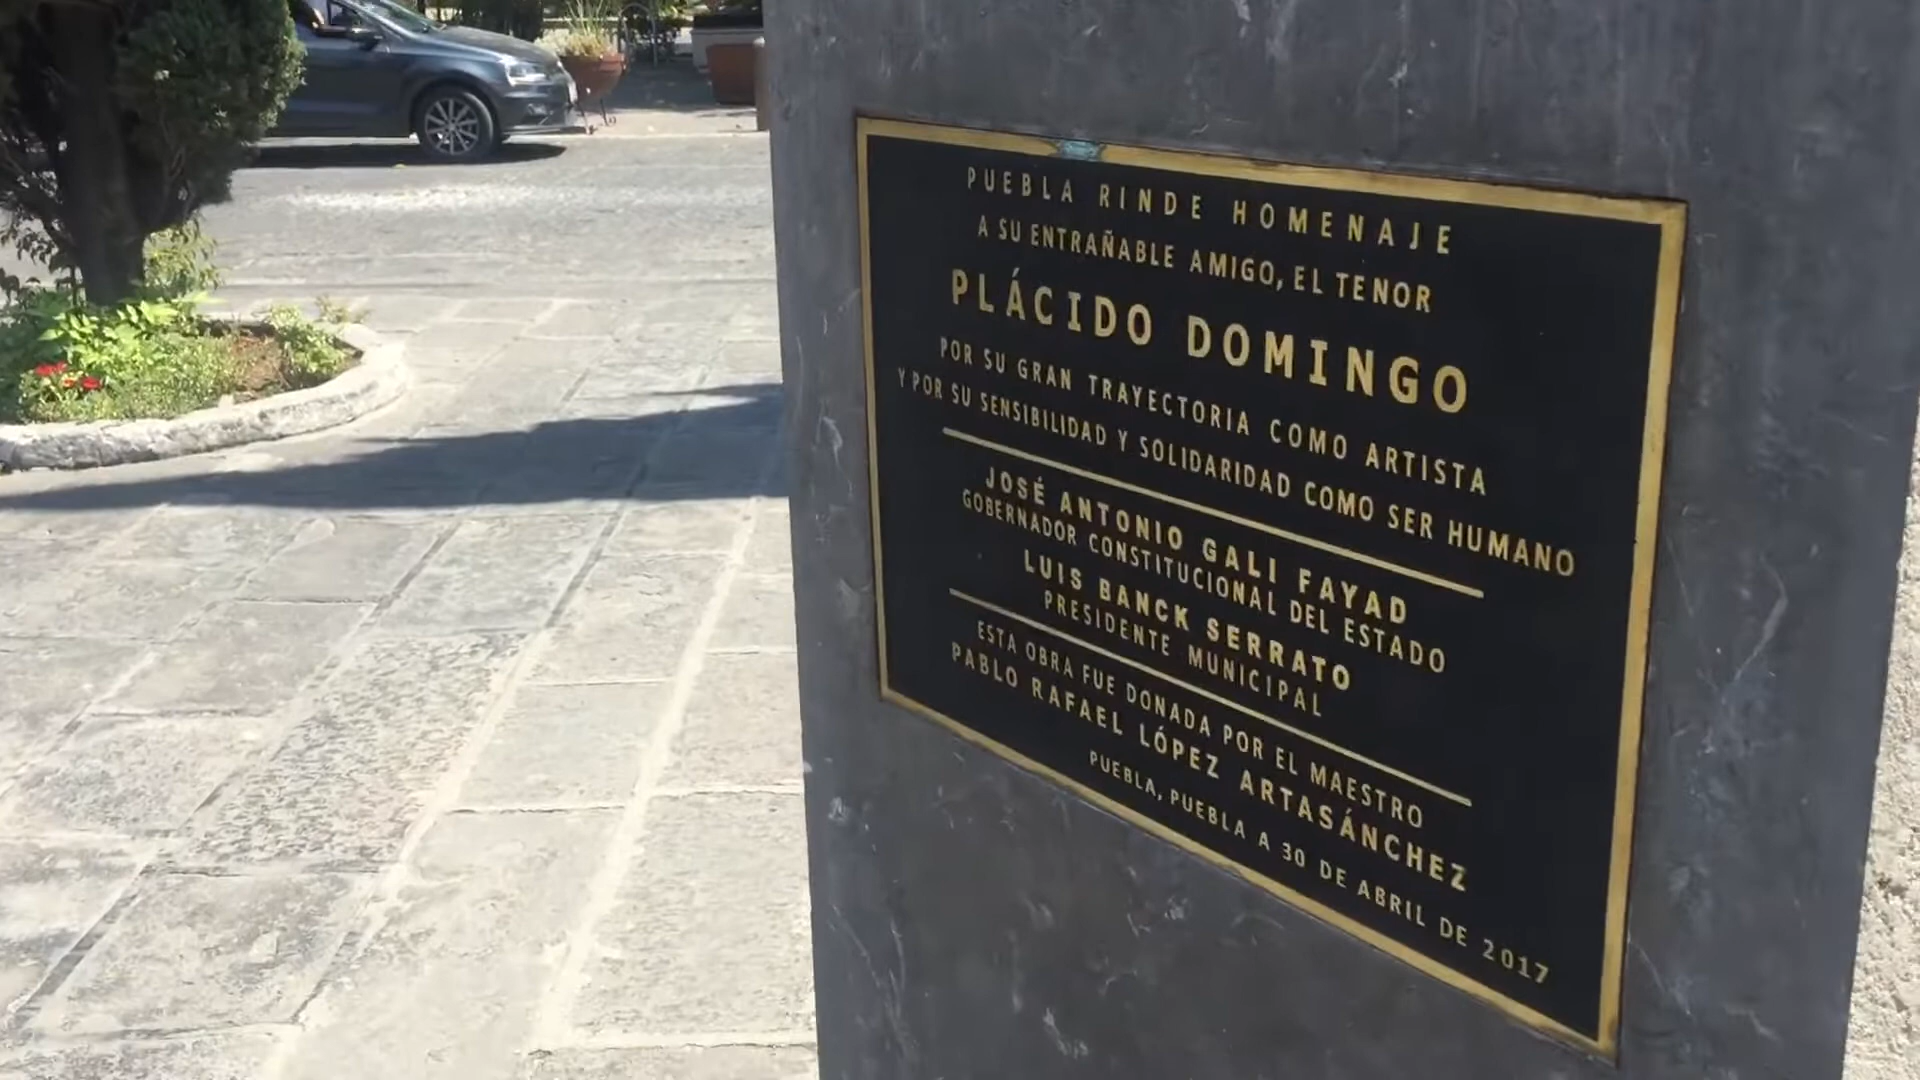 PUEBLA RINDE HOMENAJE
A SU ENTRAÑABLE AMIGO, EL TENOR
PLÁCIDO DOMINGO
POR SU GRAN TRAYECTORIA COMO ARTISTA
Y POR SU SENSIBILIDAD Y SOLIDARIDAD COMO SER HUMANO
JOSÉ ANTONIO GALI FAYAD
GOBERNADOR CONSTITUCIONAL DEL ESTADO
LUIS BANCK SERRATO
PRESIDENTE MUNICIPAL
ESTA OBRA FUE DONADA POR EL MAESTRO
PABLO RAFAEL LÓPEZ ARTASÁNCHEZ
PUEBLA, PUEBLA A 30 DE ABRIL DE 2017